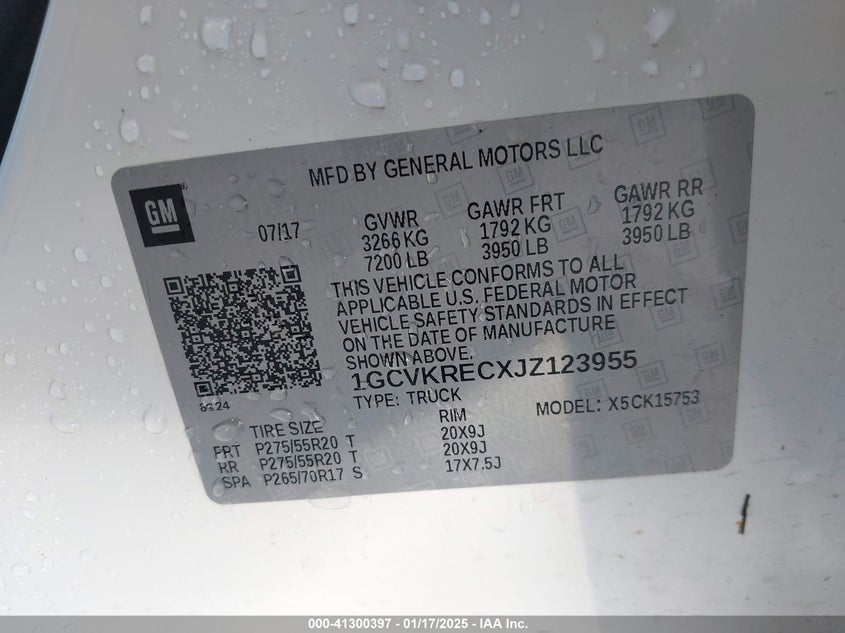 MFD BY GENERAL MOTORS LLC
GM
07/17
GVWR
3266 KG
7200 LB
GAWR FRT
1792 KG
3950 LB
GAWR RR
1792 KG
3950 LB
THIS VEHICLE CONFORMS TO ALL
APPLICABLE U.S. FEDERAL MOTOR
VEHICLE SAFETY STANDARDS IN EFFECT
ON THE DATE OF MANUFACTURE
SHOWN ABOVE.
1GCVKRECXJZ123955
TYPE: TRUCK
MODEL: X5CK15753
TIRE SIZE RIM
FRT P275/55R20 T 20X9J
RR P275/55R20 T 20X9J
SPA P265/70R17 S 17X7.5J
000-41300397 — 01/17/2025 — IAA Inc.